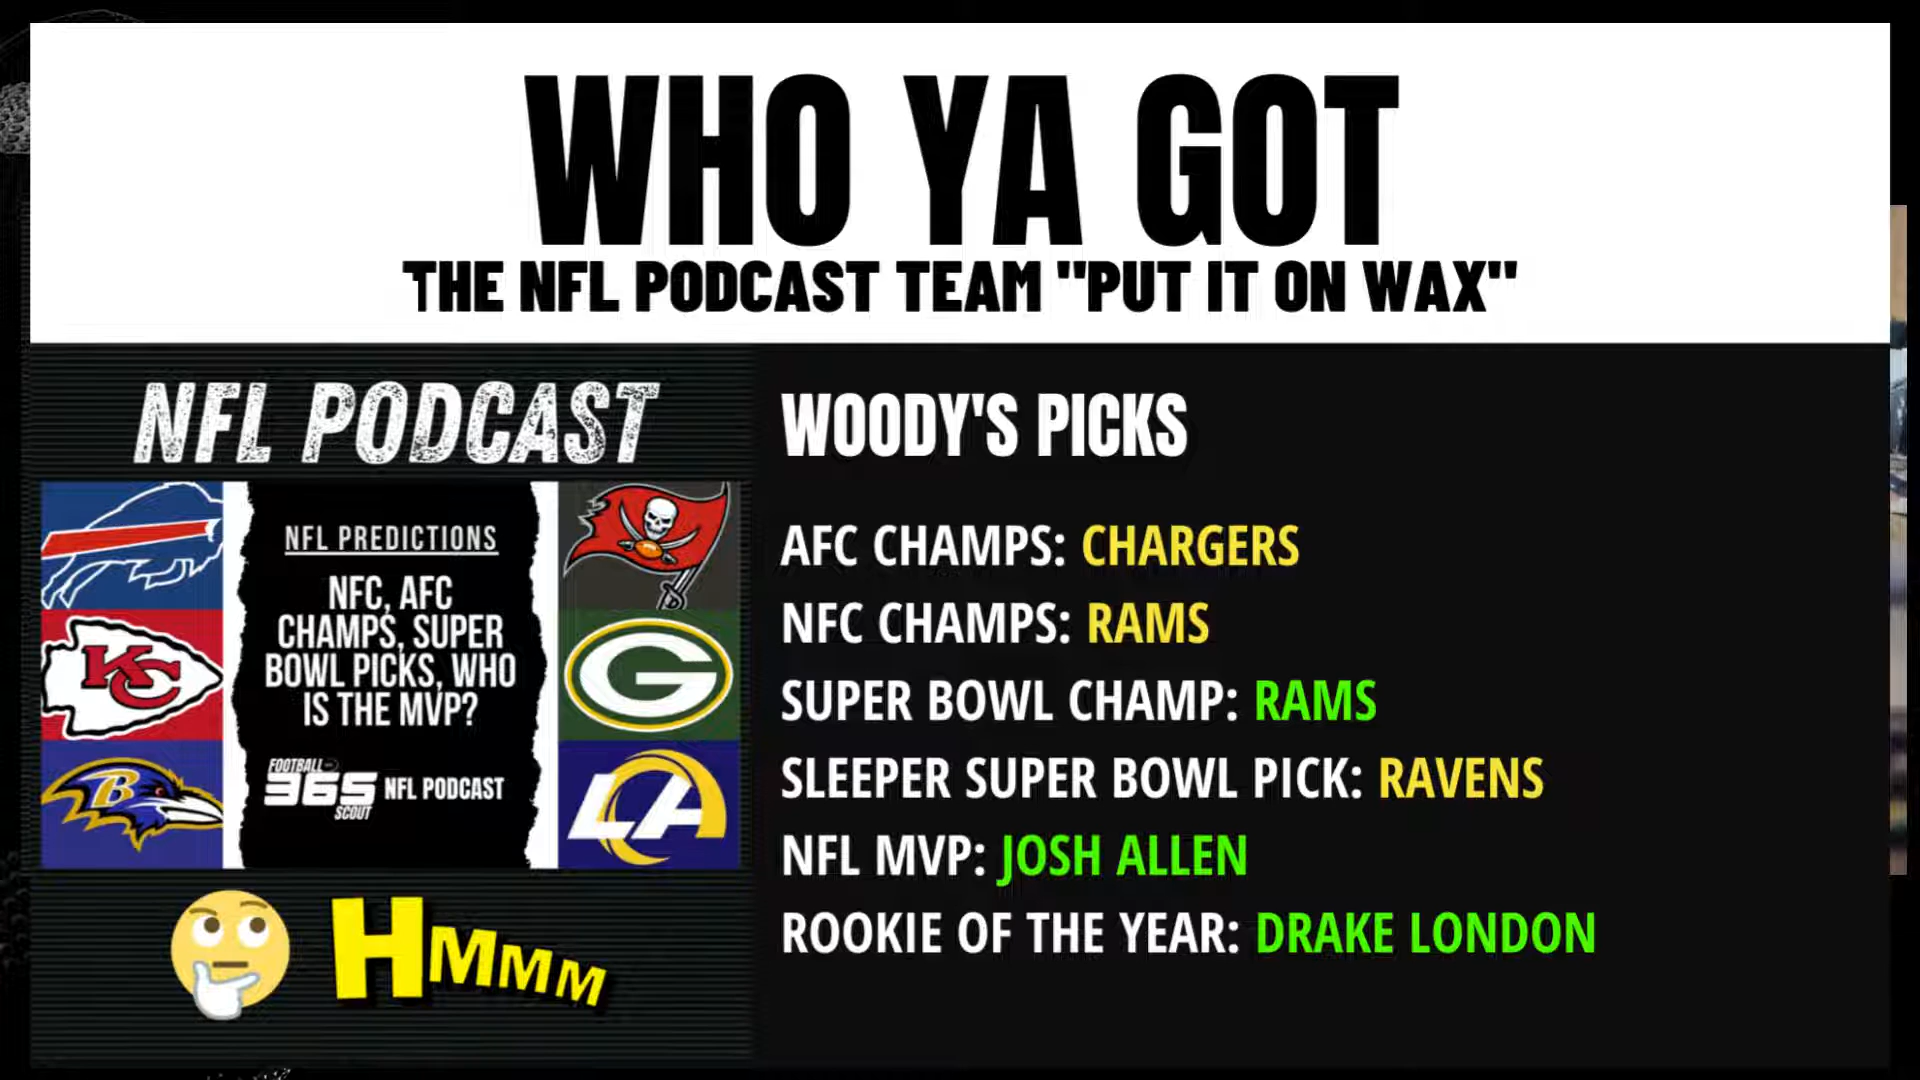 WHO YA GOT
THE NFL PODCAST TEAM "PUT IT ON WAX"
NFL PODCAST
NFL PREDICTIONS
NFC, AFC
CHAMPS, SUPER
BOWL PICKS, WHO
IS THE MVP?
FOOTBALL
365 NFL PODCAST
SCOUT
KC
G
B
LA
HMMM
WOODY'S PICKS
AFC CHAMPS: CHARGERS
NFC CHAMPS: RAMS
SUPER BOWL CHAMP: RAMS
SLEEPER SUPER BOWL PICK: RAVENS
NFL MVP: JOSH ALLEN
ROOKIE OF THE YEAR: DRAKE LONDON